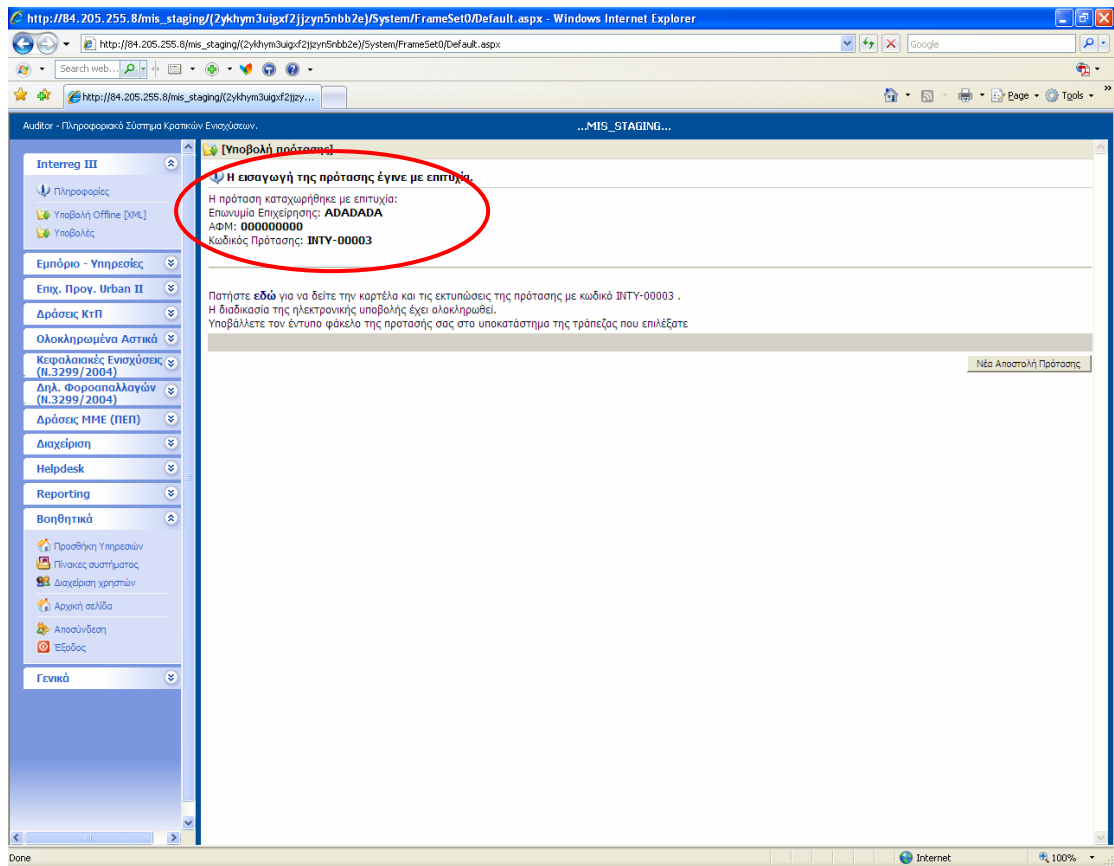 http://84.205.255.8/mis_staging/(2ykhym3uigxf2jjzyn5nbb2e)/System/FrameSet0/Default.aspx - Windows Internet Explorer
http://84.205.255.8/mis_staging/(2ykhym3uigxf2jjzyn5nbb2e)/System/FrameSet0/Default.aspx
Google
Search web...
http://84.205.255.8/mis_staging/(2ykhym3uigxf2jjzy...
Page
Tools
Auditor - Πληροφοριακό Σύστημα Κρατικών Ενισχύσεων.
...MIS_STAGING...
Interreg III
Πληροφορίες
Υποβολή Offline [XML]
Υποβολές
Εμπόριο - Υπηρεσίες
Επιχ. Προγ. Urban II
Δράσεις ΚτΠ
Ολοκληρωμένα Αστικά
Κεφαλαιακές Ενισχύσεις
(Ν.3299/2004)
Δηλ. Φοροαπαλλαγών
(Ν.3299/2004)
Δράσεις ΜΜΕ (ΠΕΠ)
Διαχείριση
Helpdesk
Reporting
Βοηθητικά
Προσθήκη Υπηρεσιών
Πίνακες συστήματος
Διαχείριση χρηστών
Αρχική σελίδα
Αποσύνδεση
Έξοδος
Γενικά
[Υποβολή πρότασης]
Η εισαγωγή της πρότασης έγινε με επιτυχία.
Η πρόταση καταχωρήθηκε με επιτυχία:
Επωνυμία Επιχείρησης: ADADADA
ΑΦΜ: 000000000
Κωδικός Πρότασης: INTY-00003
Πατήστε εδώ για να δείτε την καρτέλα και τις εκτυπώσεις της πρότασης με κωδικό INTY-00003 .
Η διαδικασία της ηλεκτρονικής υποβολής έχει ολοκληρωθεί.
Υποβάλλετε τον έντυπο φάκελο της προτασής σας στο υποκατάστημα της τράπεζας που επιλέξατε
Νέα Αποστολή Πρότασης
Done
Internet
100%